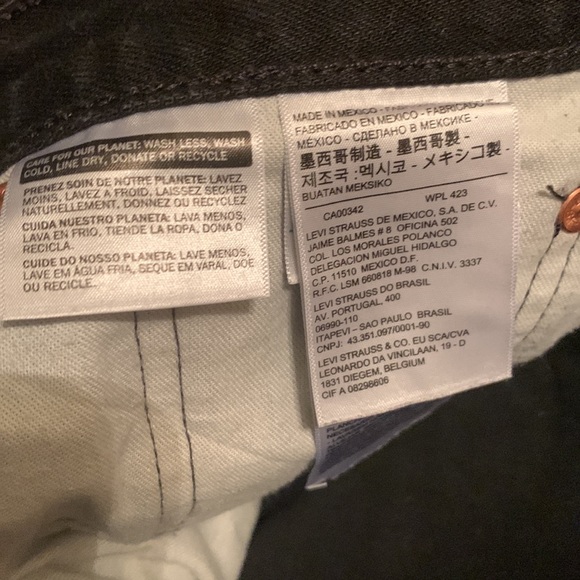 CARE FOR OUR PLANET: WASH LESS, WASH
COLD, LINE DRY, DONATE OR RECYCLE
PRENEZ SOIN DE NOTRE PLANETE: LAVEZ
MOINS, LAVEZ A FROID, LAISSEZ SECHER
NATURELLEMENT, DONNEZ OU RECYCLEZ
CUIDA NUESTRO PLANETA: LAVA MENOS,
LAVA EN FRIO, TIENDE LA ROPA, DONA O
RECICLA.
CUIDE DO NOSSO PLANETA: LAVE MENOS,
LAVE EM ÁGUA FRIA, SEQUE EM VARAL, DOE
OU RECICLE.
MADE IN MEXICO - FABRIQUE AU
FABRICADO EN MEXICO - FABRICADO
MÉXICO - СДЕЛАНО В МЕКСИКЕ -
墨西哥制造 - 墨西哥製 -
제조국 :멕시코 - メキシコ製 -
BUATAN MEKSIKO
CA00342 WPL 423
LEVI STRAUSS DE MEXICO, S.A. DE C.V.
JAIME BALMES # 8 OFICINA 502
COL. LOS MORALES POLANCO
DELEGACION MIGUEL HIDALGO
C.P. 11510 MEXICO D.F.
R.F.C. LSM 660818 M-98 C.N.I.V. 3337
LEVI STRAUSS DO BRASIL
AV. PORTUGAL, 400
06990-110
ITAPEVI – SAO PAULO BRASIL
CNPJ: 43.351.097/0001-90
LEVI STRAUSS & CO. EU SCA/CVA
LEONARDO DA VINCILAAN, 19 - D
1831 DIEGEM, BELGIUM
CIF A 08298606